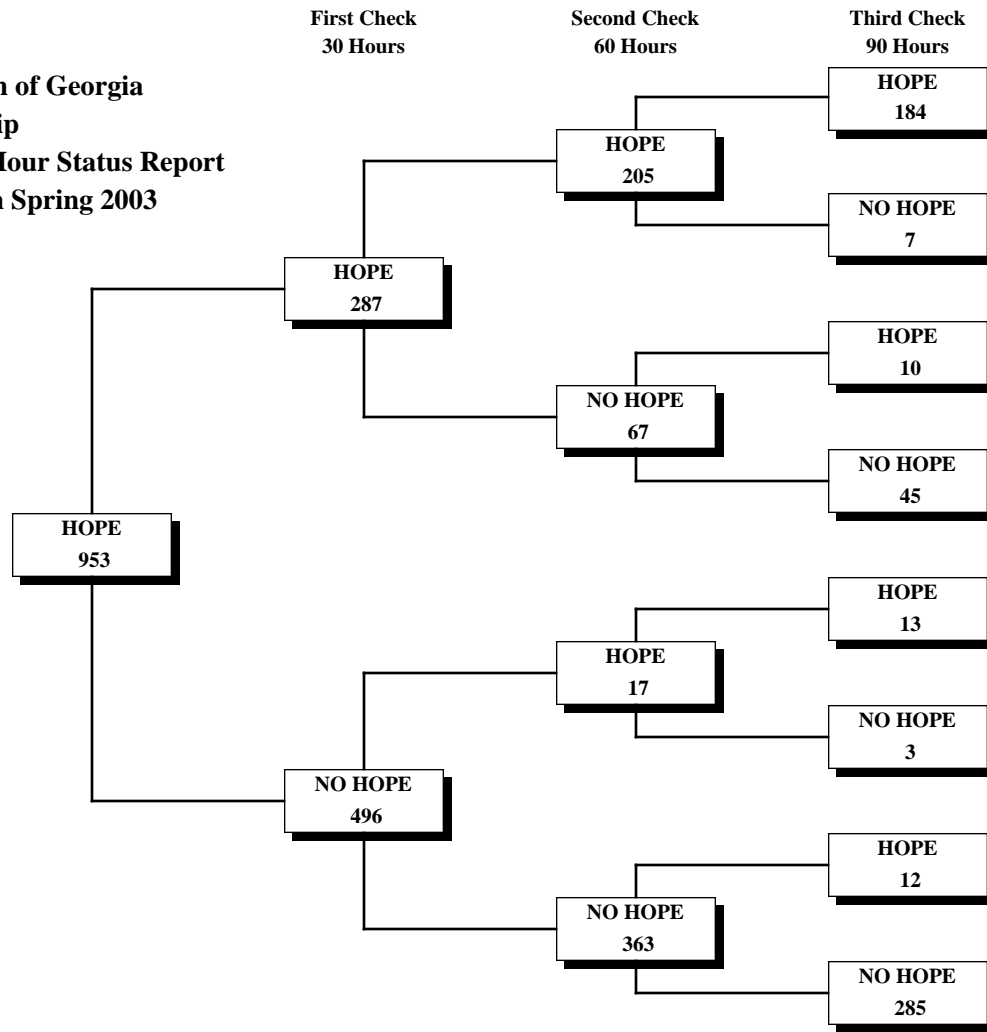 First Check
30 Hours
Second Check
60 Hours
Third Check
90 Hours
of Georgia
Hour Status Report
Spring 2003
HOPE
184
HOPE
205
NO HOPE
7
HOPE
287
HOPE
10
NO HOPE
67
NO HOPE
45
HOPE
953
HOPE
13
HOPE
17
NO HOPE
3
NO HOPE
496
HOPE
12
NO HOPE
363
NO HOPE
285